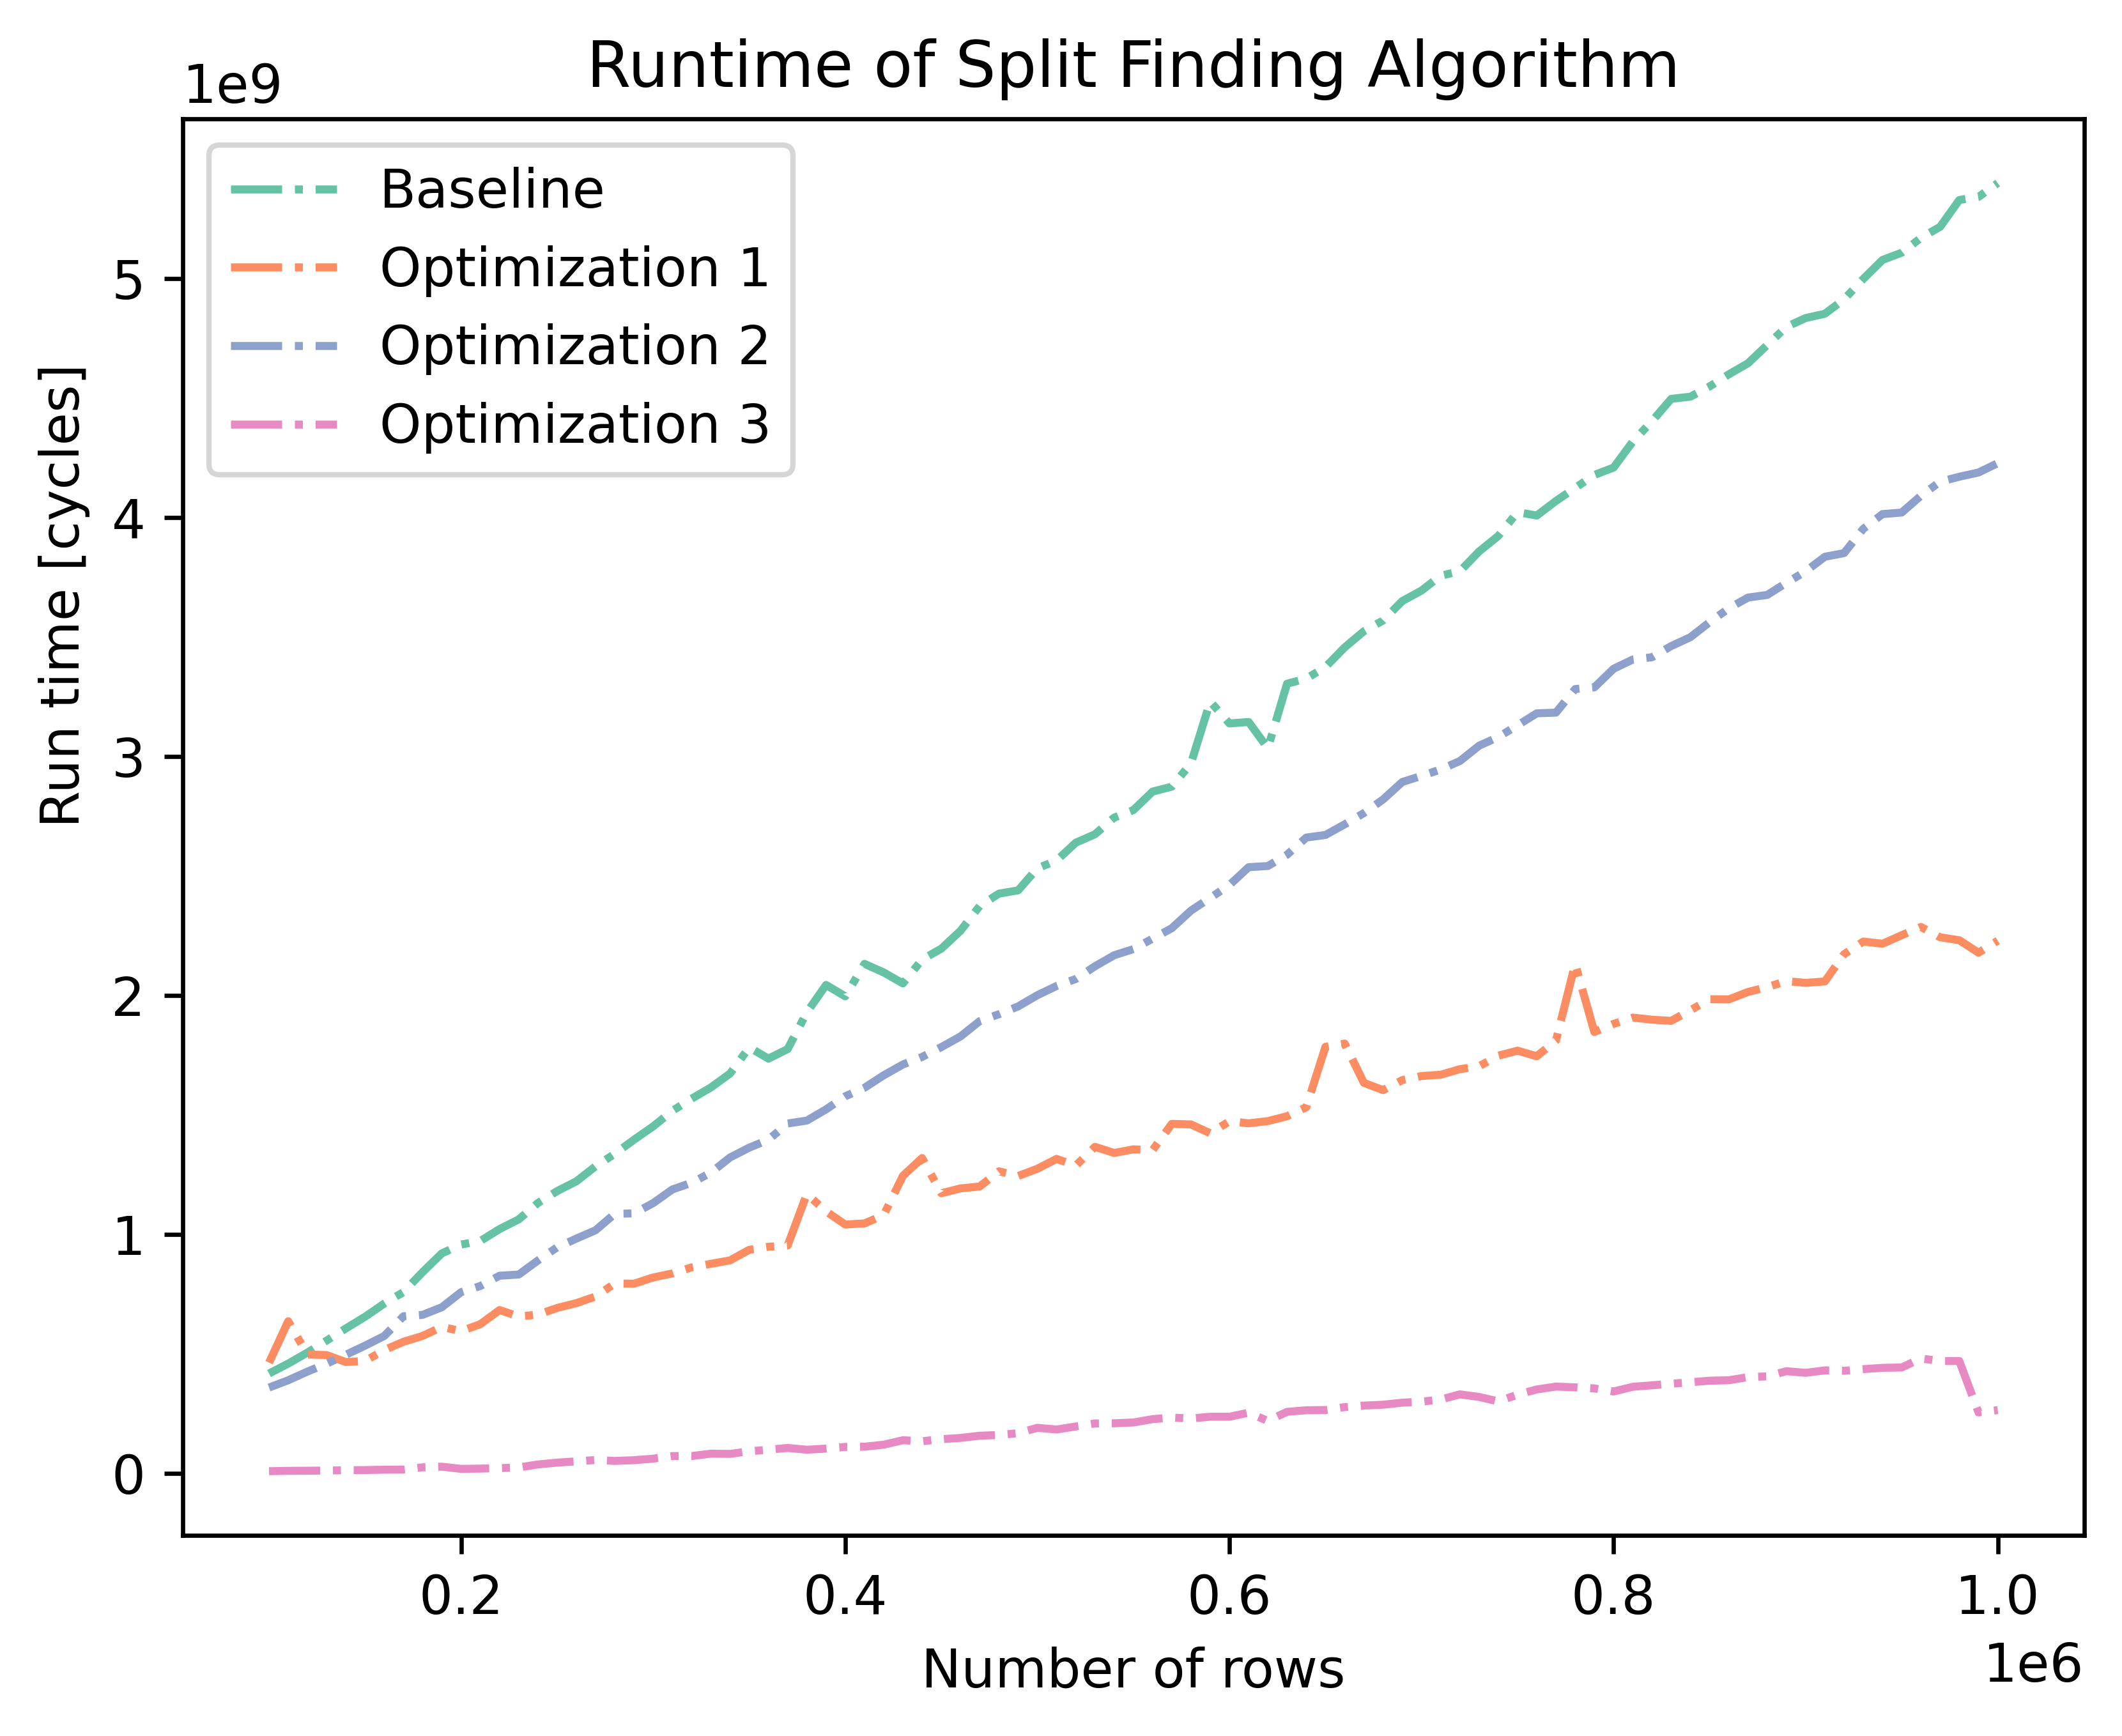 Runtime of Split Finding Algorithm
1e9
Baseline
Optimization 1
Optimization 2
Optimization 3
Run time [cycles]
5
4
3
2
1
0
0.2 0.4 0.6 0.8 1.0
Number of rows
1e6